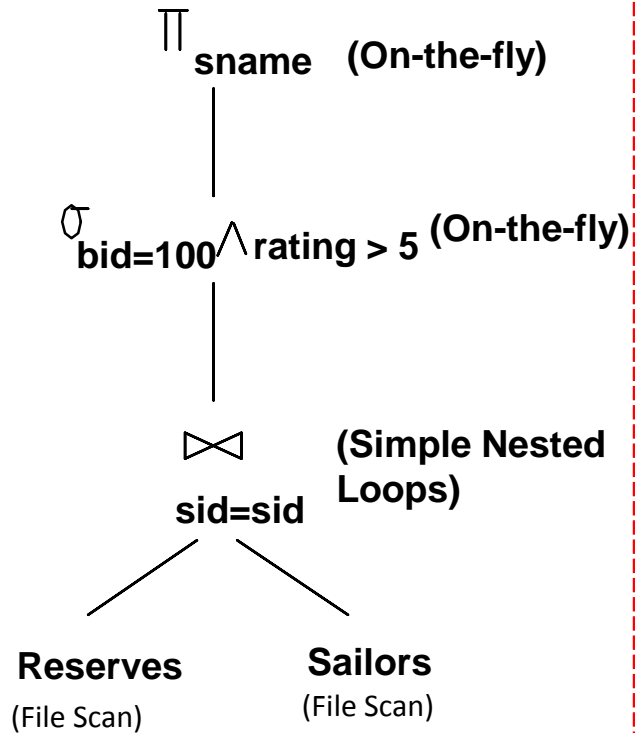 π sname (On-the-fly)
σ bid=100 ∧ rating > 5 (On-the-fly)
⋈ (Simple Nested
Loops)
sid=sid
Reserves Sailors
(File Scan) (File Scan)